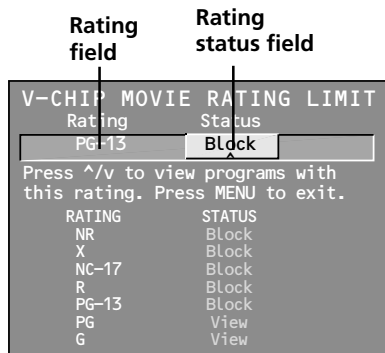 Rating field
Rating status field
V-CHIP MOVIE RATING LIMIT
Rating Status
PG-13 Block
Press ^/v to view programs with
this rating. Press MENU to exit.
RATING STATUS
NR Block
X Block
NC-17 Block
R Block
PG-13 Block
PG View
G View